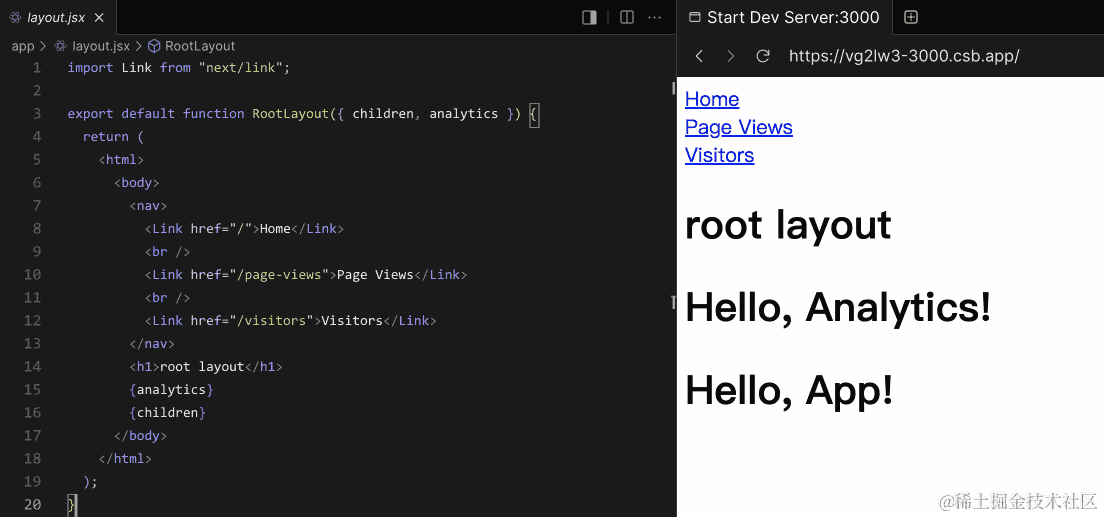 layout.jsx
app > layout.jsx > RootLayout
1 import Link from "next/link";
2
3 export default function RootLayout({ children, analytics }) {
4 return (
5 <html>
6 <body>
7 <nav>
8 <Link href="/">Home</Link>
9 <br />
10 <Link href="/page-views">Page Views</Link>
11 <br />
12 <Link href="/visitors">Visitors</Link>
13 </nav>
14 <h1>root layout</h1>
15 {analytics}
16 {children}
17 </body>
18 </html>
19 );
20 }
Start Dev Server:3000
https://vg2lw3-3000.csb.app/
Home
Page Views
Visitors
root layout
Hello, Analytics!
Hello, App!
@稀土掘金技术社区